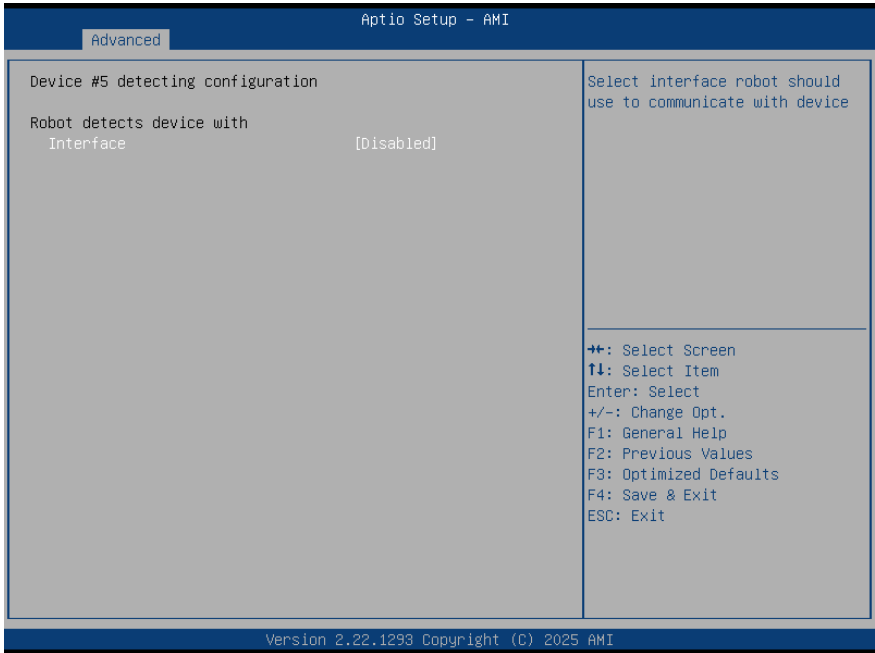 Aptio Setup – AMI
Advanced
Device #5 detecting configuration
Robot detects device with
Interface [Disabled]
Select interface robot should
use to communicate with device
→←: Select Screen
↑↓: Select Item
Enter: Select
+/-: Change Opt.
F1: General Help
F2: Previous Values
F3: Optimized Defaults
F4: Save & Exit
ESC: Exit
Version 2.22.1293 Copyright (C) 2025 AMI